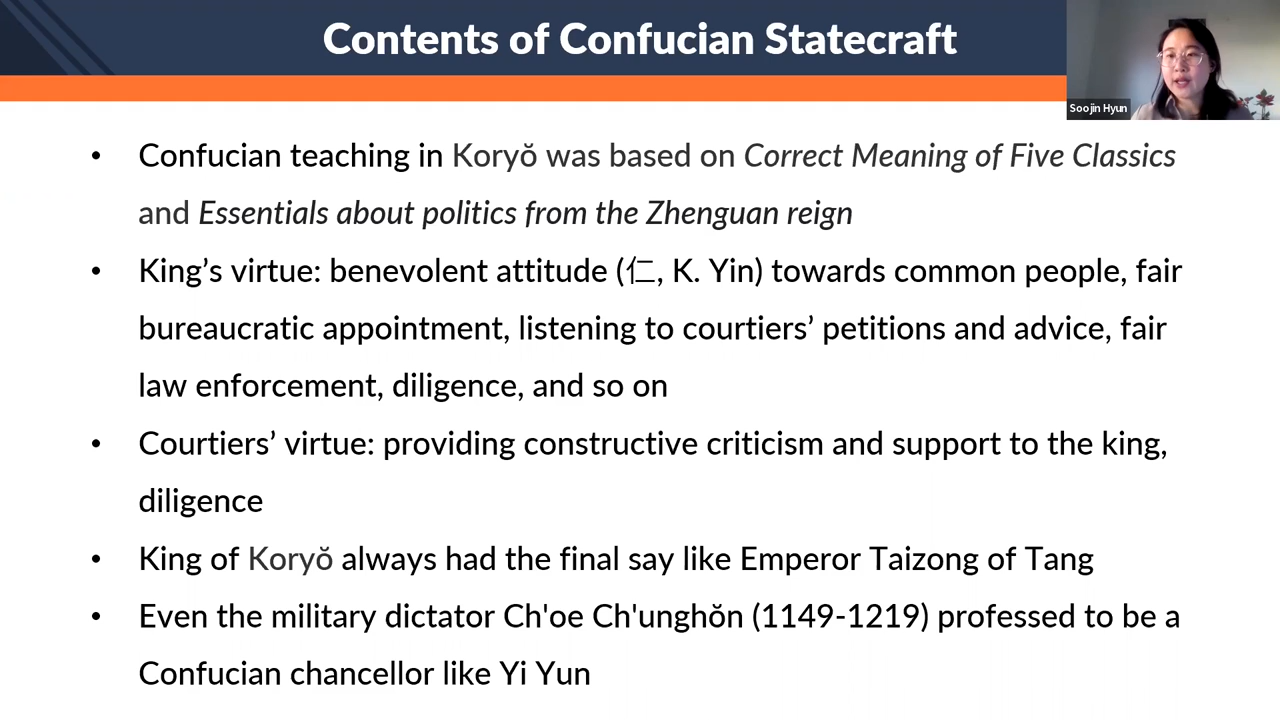 Contents of Confucian Statecraft
Soojin Hyun
• Confucian teaching in Koryŏ was based on Correct Meaning of Five Classics
and Essentials about politics from the Zhenguan reign
• King’s virtue: benevolent attitude (仁, K. Yin) towards common people, fair
bureaucratic appointment, listening to courtiers’ petitions and advice, fair
law enforcement, diligence, and so on
• Courtiers’ virtue: providing constructive criticism and support to the king,
diligence
• King of Koryŏ always had the final say like Emperor Taizong of Tang
• Even the military dictator Ch'oe Ch'unghŏn (1149-1219) professed to be a
Confucian chancellor like Yi Yun